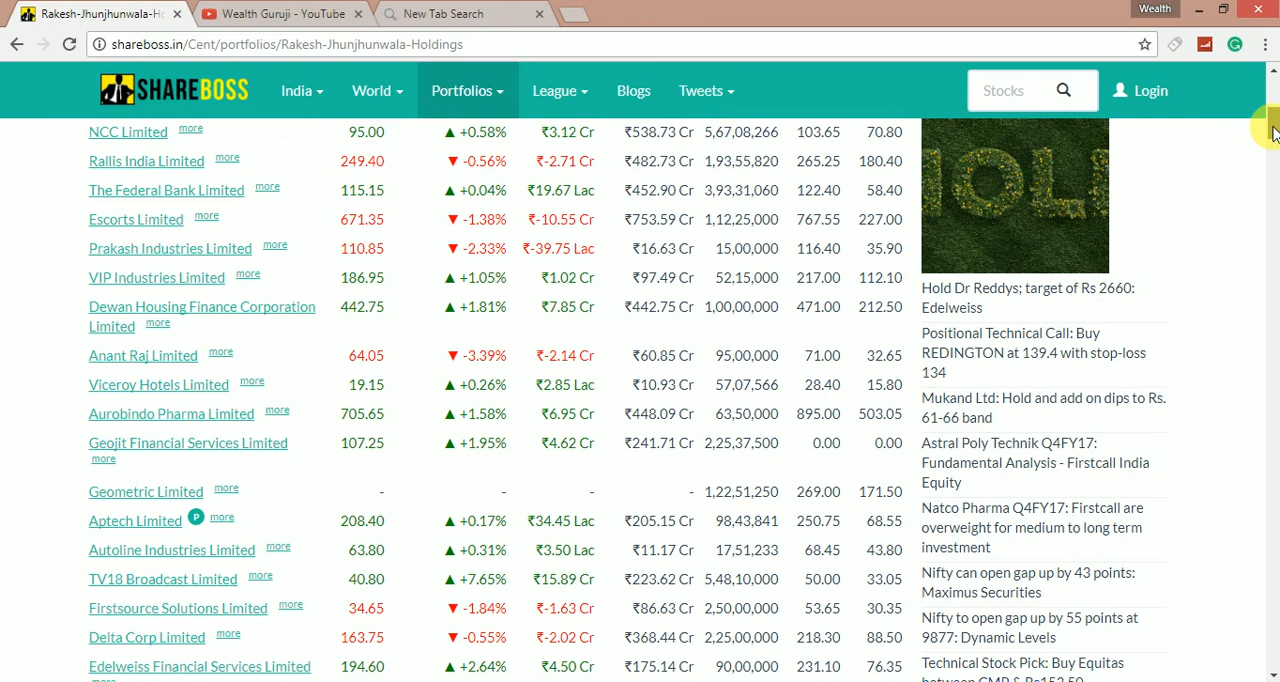 Rakesh-Jhunjhunwala-Ho
Wealth Guruji - YouTube
New Tab Search
Wealth
shareboss.in/Cent/portfolios/Rakesh-Jhunjhunwala-Holdings
SHAREBOSS India World Portfolios League Blogs Tweets Stocks Login
NCC Limited more 95.00 ▲ +0.58% ₹3.12 Cr ₹538.73 Cr 5,67,08,266 103.65 70.80
Rallis India Limited more 249.40 ▼ -0.56% ₹-2.71 Cr ₹482.73 Cr 1,93,55,820 265.25 180.40
The Federal Bank Limited more 115.15 ▲ +0.04% ₹19.67 Lac ₹452.90 Cr 3,93,31,060 122.40 58.40
Escorts Limited more 671.35 ▼ -1.38% ₹-10.55 Cr ₹753.59 Cr 1,12,25,000 767.55 227.00
Prakash Industries Limited more 110.85 ▼ -2.33% ₹-39.75 Lac ₹16.63 Cr 15,00,000 116.40 35.90
VIP Industries Limited more 186.95 ▲ +1.05% ₹1.02 Cr ₹97.49 Cr 52,15,000 217.00 112.10
Dewan Housing Finance Corporation 442.75 ▲ +1.81% ₹7.85 Cr ₹442.75 Cr 1,00,00,000 471.00 212.50
Limited more
Anant Raj Limited more 64.05 ▼ -3.39% ₹-2.14 Cr ₹60.85 Cr 95,00,000 71.00 32.65
Viceroy Hotels Limited more 19.15 ▲ +0.26% ₹2.85 Lac ₹10.93 Cr 57,07,566 28.40 15.80
Aurobindo Pharma Limited more 705.65 ▲ +1.58% ₹6.95 Cr ₹448.09 Cr 63,50,000 895.00 503.05
Geojit Financial Services Limited 107.25 ▲ +1.95% ₹4.62 Cr ₹241.71 Cr 2,25,37,500 0.00 0.00
more
Geometric Limited more - - - - 1,22,51,250 269.00 171.50
Aptech Limited P more 208.40 ▲ +0.17% ₹34.45 Lac ₹205.15 Cr 98,43,841 250.75 68.55
Autoline Industries Limited more 63.80 ▲ +0.31% ₹3.50 Lac ₹11.17 Cr 17,51,233 68.45 43.80
TV18 Broadcast Limited more 40.80 ▲ +7.65% ₹15.89 Cr ₹223.62 Cr 5,48,10,000 50.00 33.05
Firstsource Solutions Limited more 34.65 ▼ -1.84% ₹-1.63 Cr ₹86.63 Cr 2,50,00,000 53.65 30.35
Delta Corp Limited more 163.75 ▼ -0.55% ₹-2.02 Cr ₹368.44 Cr 2,25,00,000 218.30 88.50
Edelweiss Financial Services Limited 194.60 ▲ +2.64% ₹4.50 Cr ₹175.14 Cr 90,00,000 231.10 76.35
HOLI
Hold Dr Reddys; target of Rs 2660:
Edelweiss
Positional Technical Call: Buy
REDINGTON at 139.4 with stop-loss
134
Mukand Ltd: Hold and add on dips to Rs.
61-66 band
Astral Poly Technik Q4FY17:
Fundamental Analysis - Firstcall India
Equity
Natco Pharma Q4FY17: Firstcall are
overweight for medium to long term
investment
Nifty can open gap up by 43 points:
Maximus Securities
Nifty to open gap up by 55 points at
9877: Dynamic Levels
Technical Stock Pick: Buy Equitas